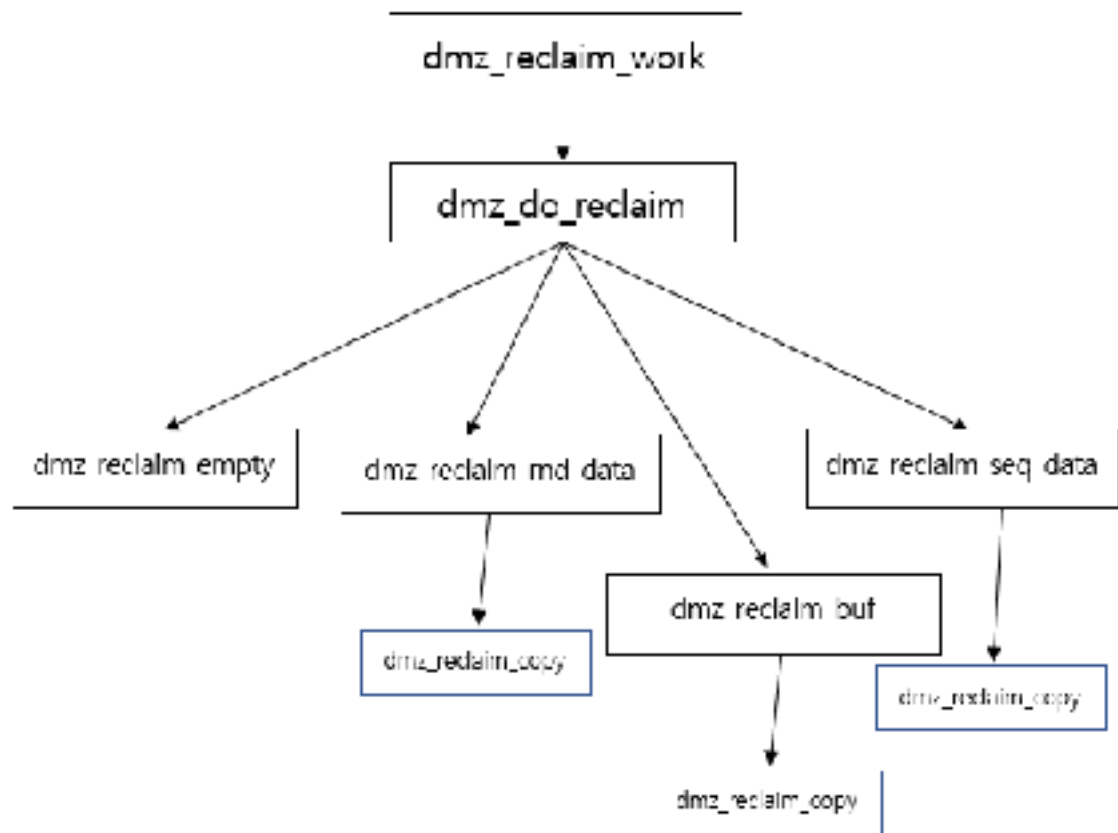 dmz_reclaim_work
dmz_do_reclaim
dmz reclaim empty
dmz reclaim rnd data
dmz reclaim seq data
dmz reclaim buf
dmz_reclaim_copy
dmz_reclaim_copy
dmz_reclaim_copy